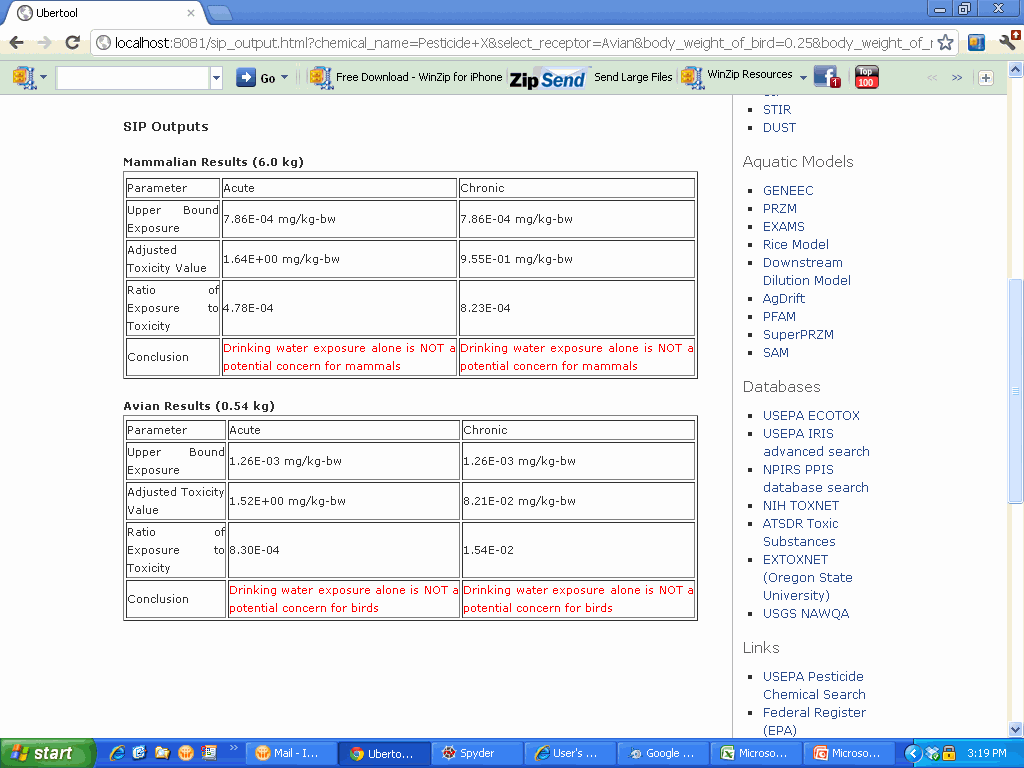 Ubertool
localhost:8081/sip_output.html?chemical_name=Pesticide+X&select_receptor=Avian&body_weight_of_bird=0.25&body_weight_of_r
Go
Free Download - WinZip for iPhone
ZipSend
Send Large Files
WinZip Resources
1
Top 100
SIP Outputs
Mammalian Results (6.0 kg)
Parameter Acute Chronic
Upper Bound
Exposure
7.86E-04 mg/kg-bw 7.86E-04 mg/kg-bw
Adjusted
Toxicity Value
1.64E+00 mg/kg-bw 9.55E-01 mg/kg-bw
Ratio of
Exposure to
Toxicity
4.78E-04 8.23E-04
Conclusion
Drinking water exposure alone is NOT a
potential concern for mammals
Drinking water exposure alone is NOT a
potential concern for mammals
Avian Results (0.54 kg)
Parameter Acute Chronic
Upper Bound
Exposure
1.26E-03 mg/kg-bw 1.26E-03 mg/kg-bw
Adjusted Toxicity
Value
1.52E+00 mg/kg-bw 8.21E-02 mg/kg-bw
Ratio of
Exposure to
Toxicity
8.30E-04 1.54E-02
Conclusion
Drinking water exposure alone is NOT a
potential concern for birds
Drinking water exposure alone is NOT a
potential concern for birds
STIR
DUST
Aquatic Models
GENEEC
PRZM
EXAMS
Rice Model
Downstream
Dilution Model
AgDrift
PFAM
SuperPRZM
SAM
Databases
USEPA ECOTOX
USEPA IRIS
advanced search
NPIRS PPIS
database search
NIH TOXNET
ATSDR Toxic
Substances
EXTOXNET
(Oregon State
University)
USGS NAWQA
Links
USEPA Pesticide
Chemical Search
Federal Register
(EPA)
start
Mail - I...
Uberto...
Spyder
User's ...
Google ...
Microso...
Microso...
3:19 PM